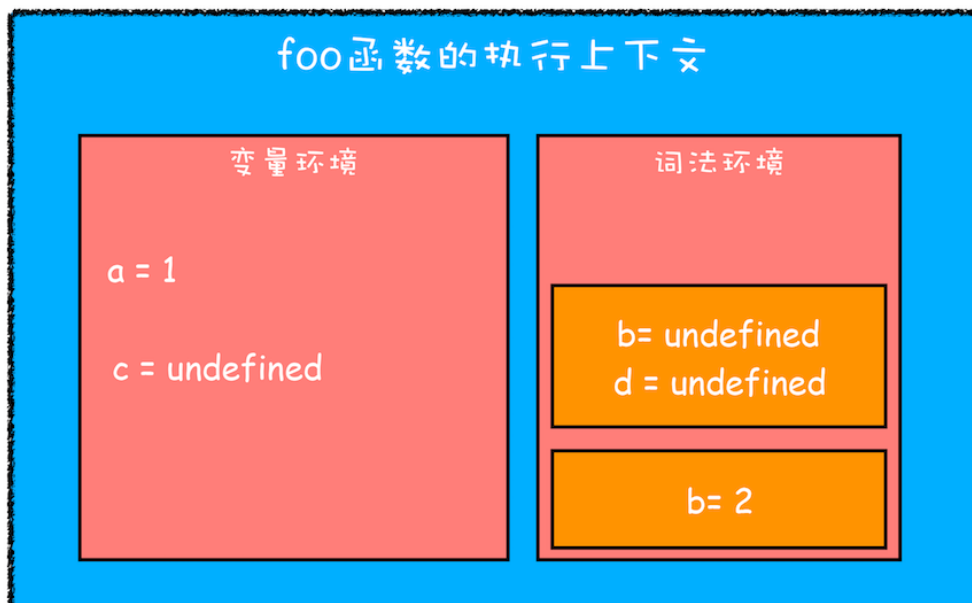 foo函数的执行上下文
变量环境
a = 1
c = undefined
词法环境
b= undefined
d = undefined
b= 2